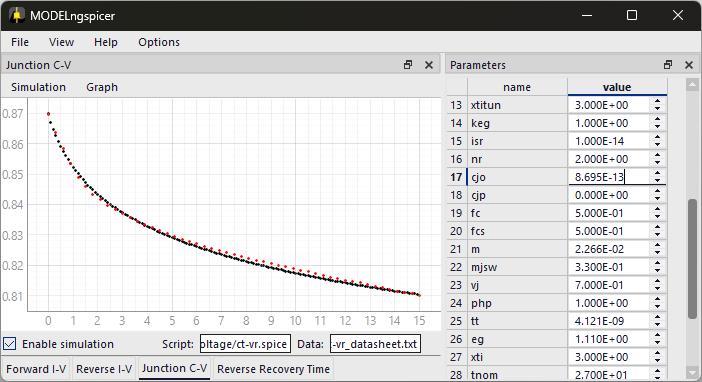 MODELngspicer
File View Help Options
Junction C-V
Simulation Graph
0.87
0.86
0.85
0.84
0.83
0.82
0.81
0 1 2 3 4 5 6 7 8 9 10 11 12 13 14 15
Enable simulation Script: oltage/ct-vr.spice Data: -vr_datasheet.txt
Forward I-V Reverse I-V Junction C-V Reverse Recovery Time
Parameters
name value
13 xtitun 3.000E+00
14 keg 1.000E+00
15 isr 1.000E-14
16 nr 2.000E+00
17 cjo 8.695E-13
18 cjp 0.000E+00
19 fc 5.000E-01
20 fcs 5.000E-01
21 m 2.266E-02
22 mjsw 3.300E-01
23 vj 7.000E-01
24 php 1.000E+00
25 tt 4.121E-09
26 eg 1.110E+00
27 xti 3.000E+00
28 tnom 2.700E+01